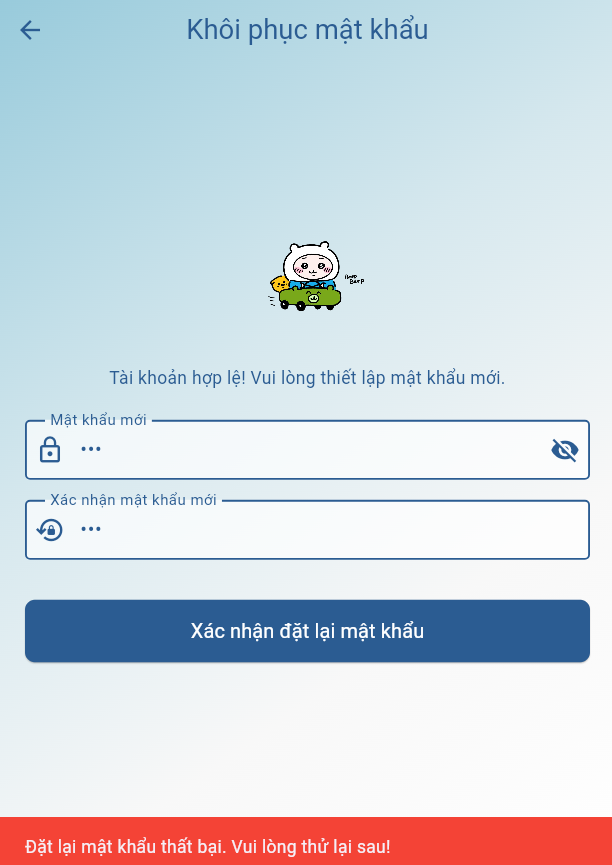 Khôi phục mật khẩu
Tài khoản hợp lệ! Vui lòng thiết lập mật khẩu mới.
Mật khẩu mới
•••
Xác nhận mật khẩu mới
•••
Xác nhận đặt lại mật khẩu
Đặt lại mật khẩu thất bại. Vui lòng thử lại sau!